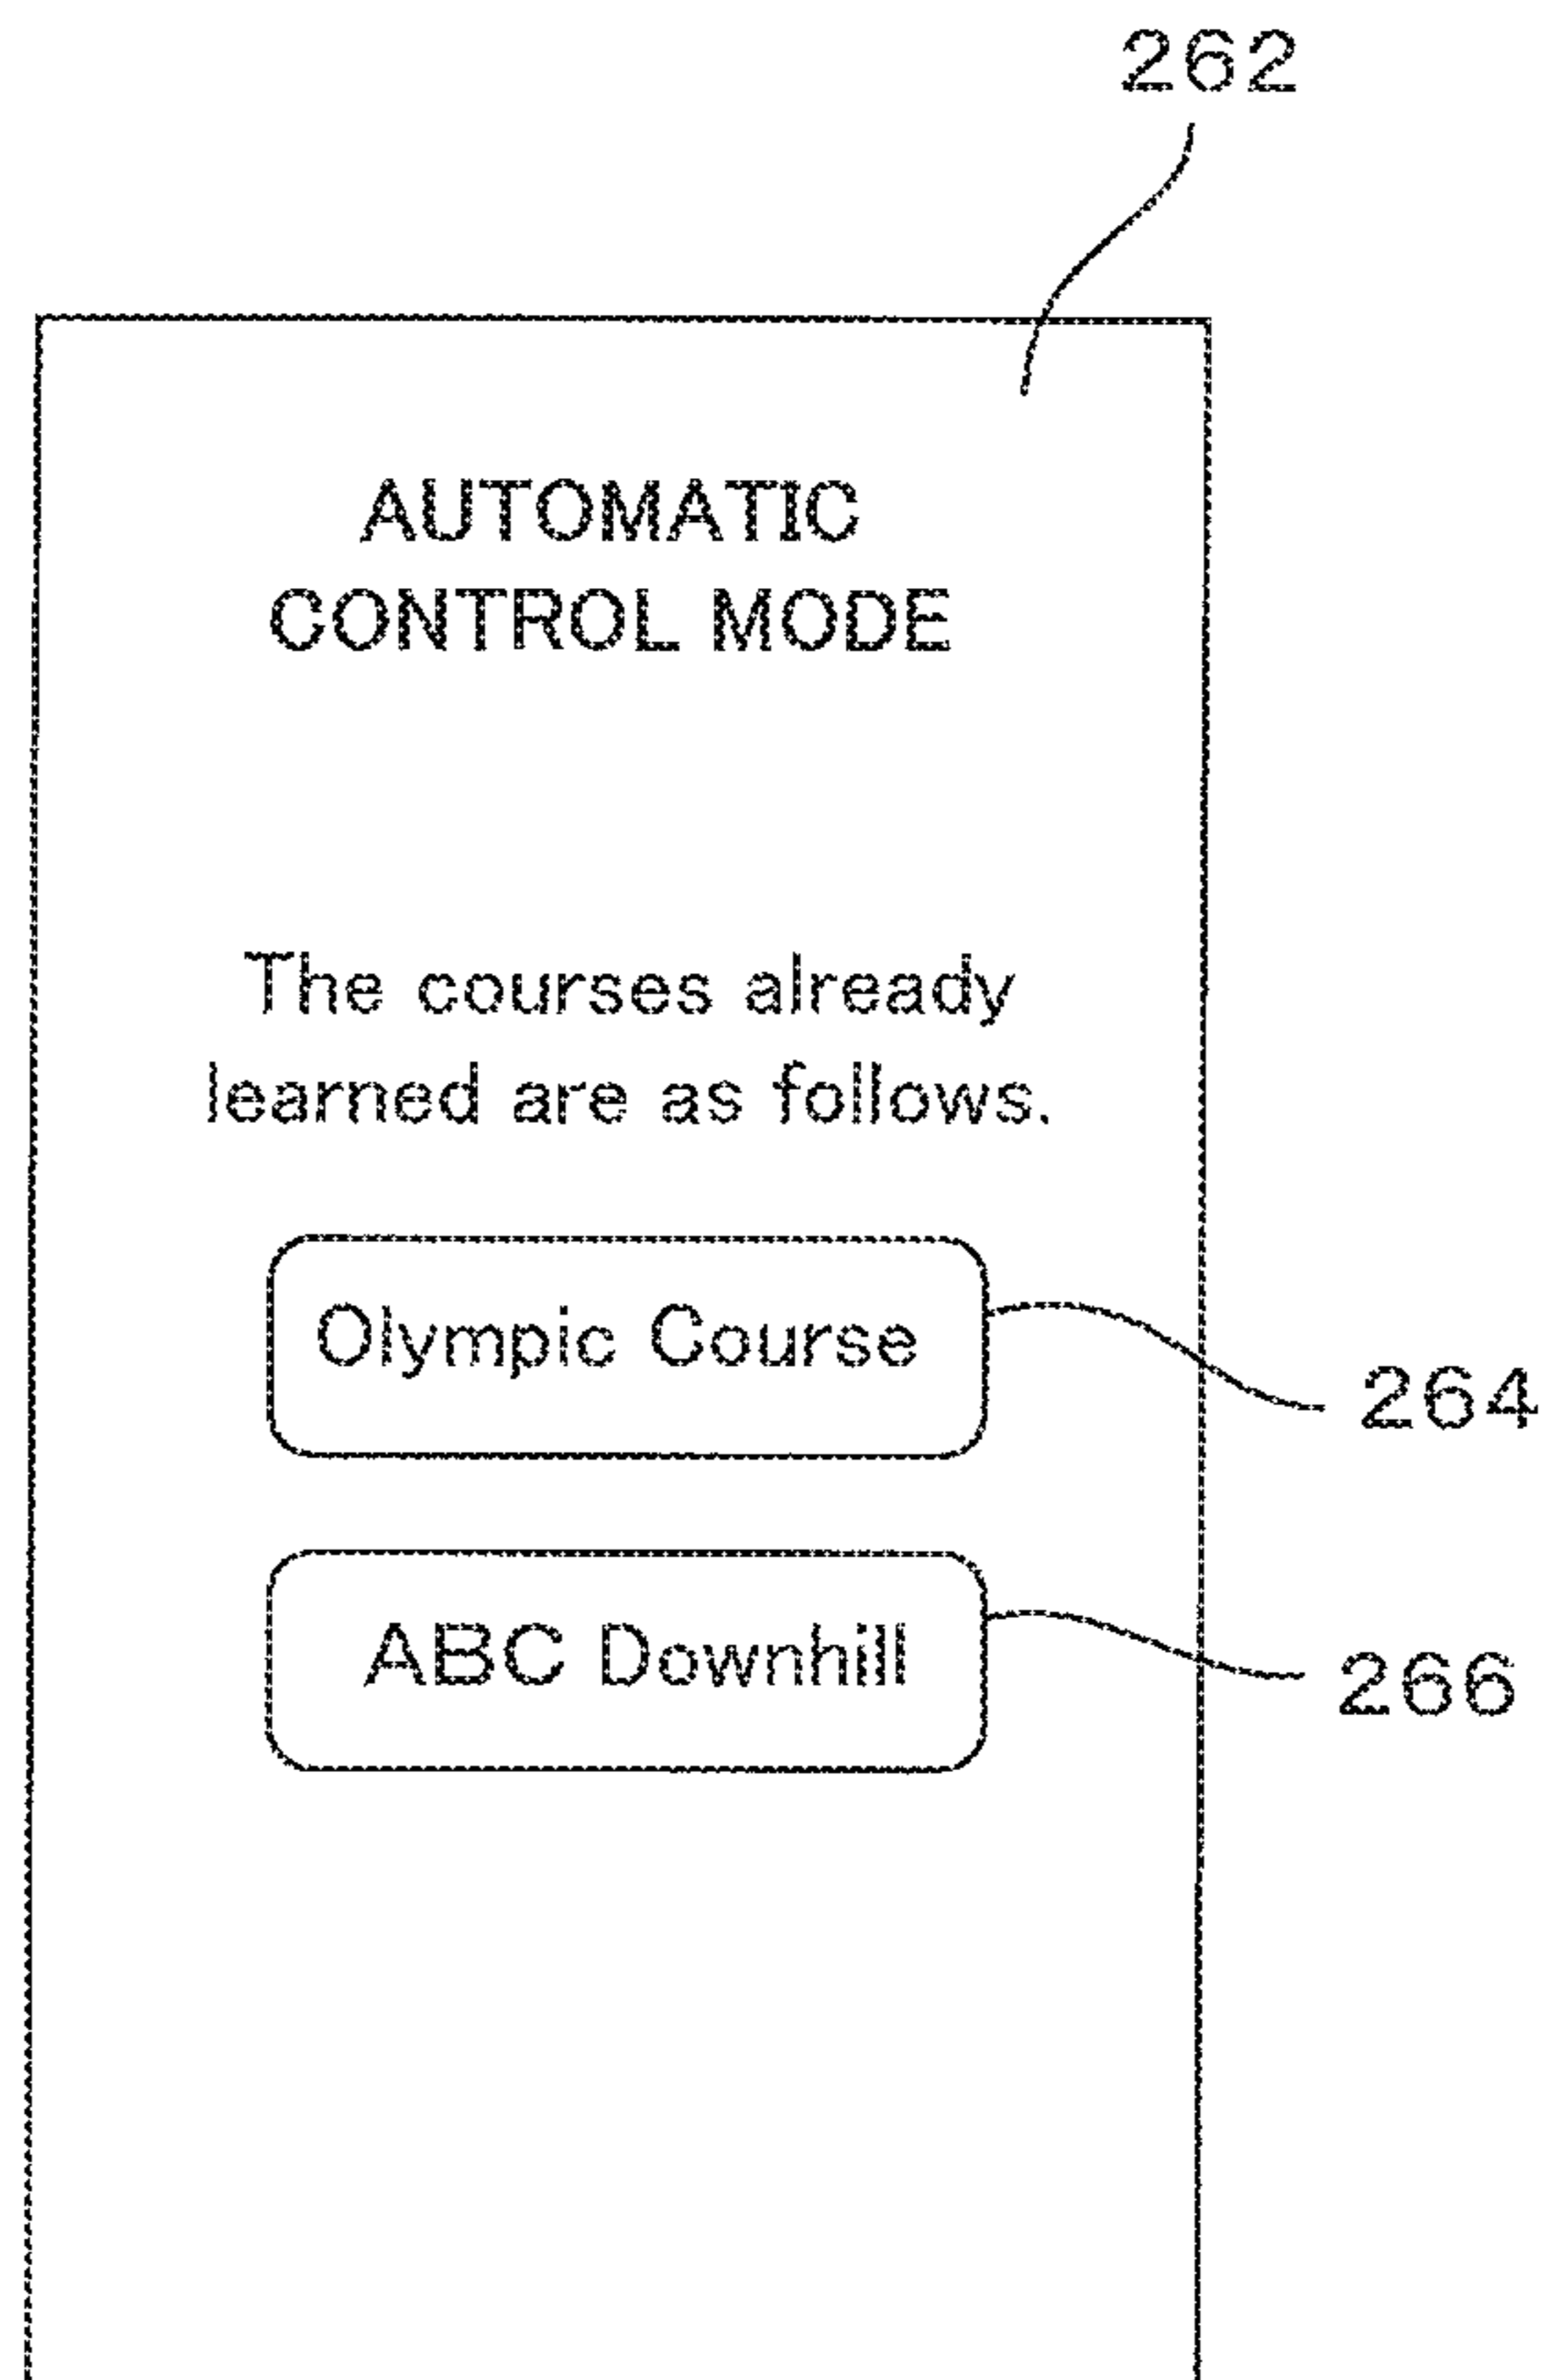 262
AUTOMATIC
CONTROL MODE
The courses already
learned are as follows.
Olympic Course
264
ABC Downhill
266